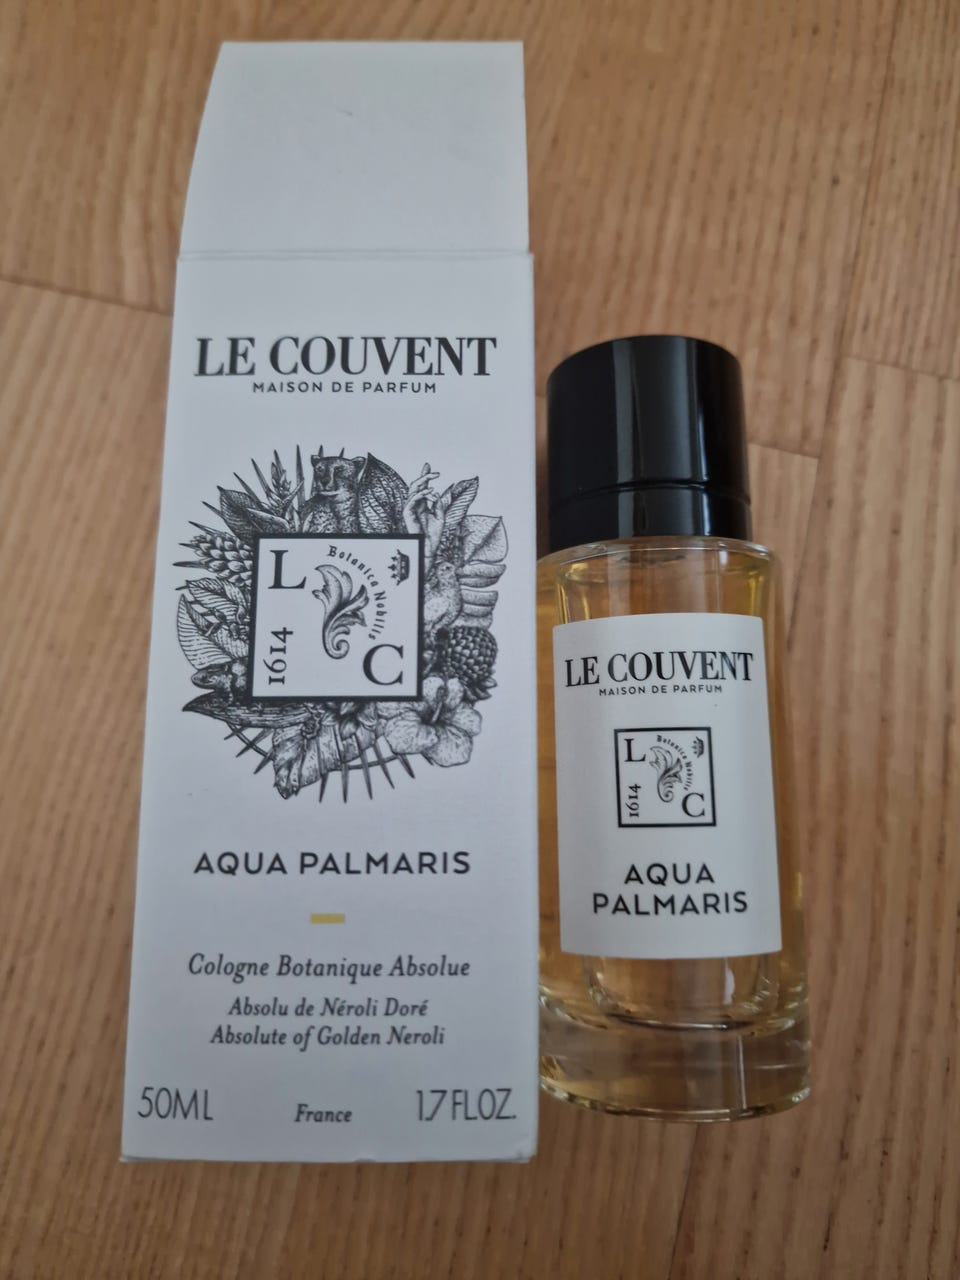 LE COUVENT
MAISON DE PARFUM
L
Botanica Nobilis
1614
C
AQUA PALMARIS
Cologne Botanique Absolue
Absolu de Néroli Doré
Absolute of Golden Neroli
50ML
France
1.7 FL.OZ.
LE COUVENT
MAISON DE PARFUM
L
Botanica Nobilis
1614
C
AQUA
PALMARIS